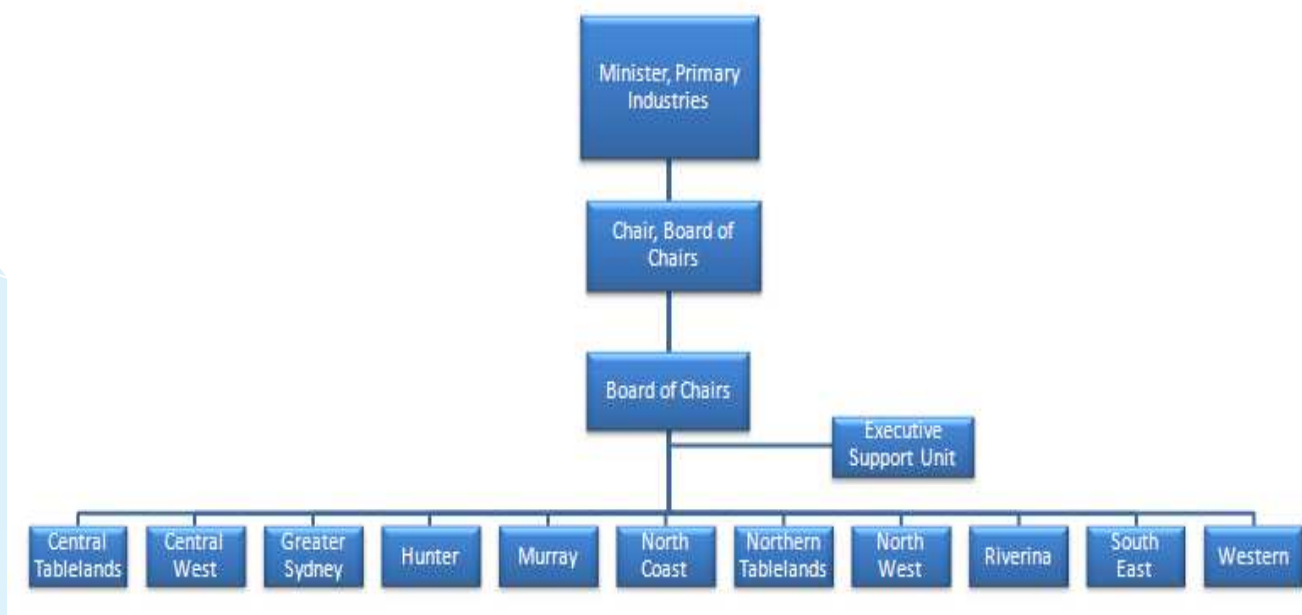 Minister, Primary
Industries
Chair, Board of
Chairs
Board of Chairs
Executive
Support Unit
Central
Tablelands
Central
West
Greater
Sydney
Hunter
Murray
North
Coast
Northern
Tablelands
North
West
Riverina
South
East
Western